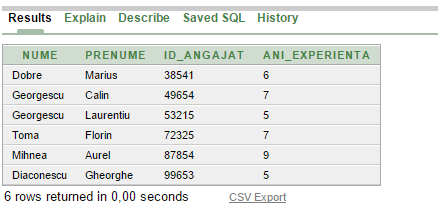 Results Explain Describe Saved SQL History
NUME PRENUME ID_ANGAJAT ANI_EXPERIENTA
Dobre Marius 38541 6
Georgescu Calin 49654 7
Georgescu Laurentiu 53215 5
Toma Florin 72325 7
Mihnea Aurel 87854 9
Diaconescu Gheorghe 99653 5
6 rows returned in 0,00 seconds CSV Export